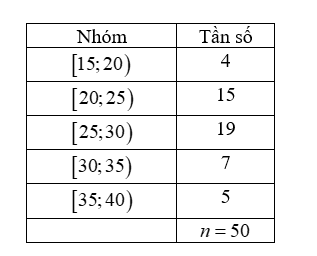 Nhóm Tần số
[15;20) 4
[20;25) 15
[25;30) 19
[30;35) 7
[35;40) 5
n = 50